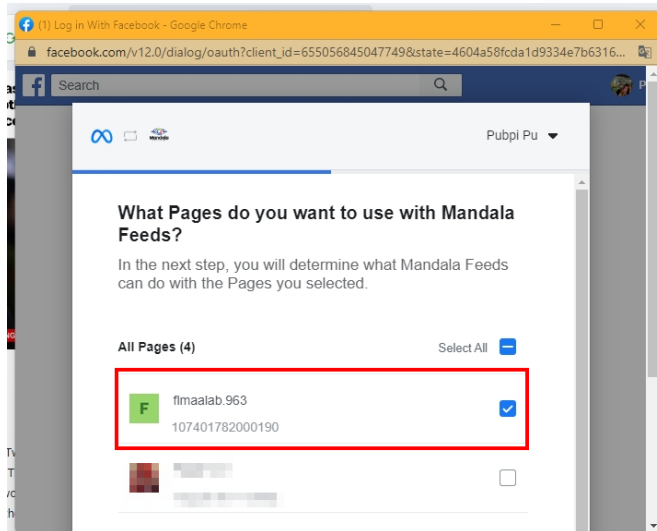 (1) Log in With Facebook - Google Chrome
facebook.com/v12.0/dialog/oauth?client_id=655056845047749&state=4604a58fcda1d9334e7b6316...
Search
Mandala
Pubpi Pu
What Pages do you want to use with Mandala
Feeds?
In the next step, you will determine what Mandala Feeds
can do with the Pages you selected.
All Pages (4)
Select All
F
flmaalab.963
107401782000190